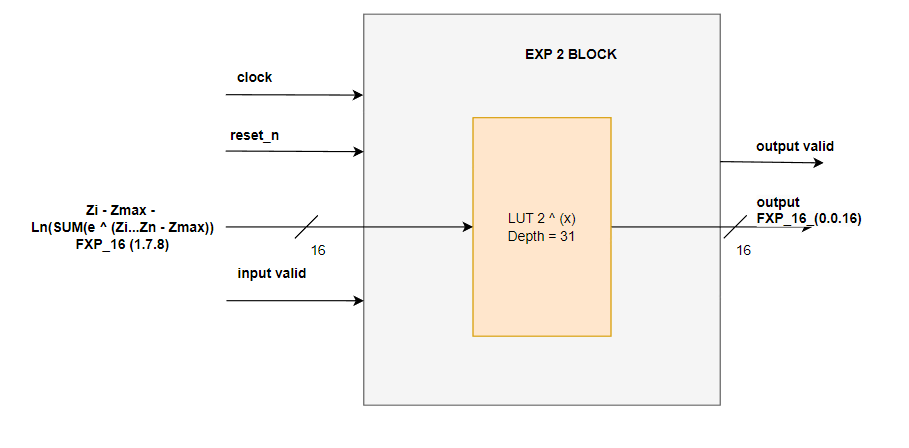 EXP 2 BLOCK
clock
reset_n
output valid
Zi - Zmax -
Ln(SUM(e ^ (Zi...Zn - Zmax))
FXP_16 (1.7.8)
16
LUT 2 ^ (x)
Depth = 31
output
FXP_16_(0.0.16)
16
input valid